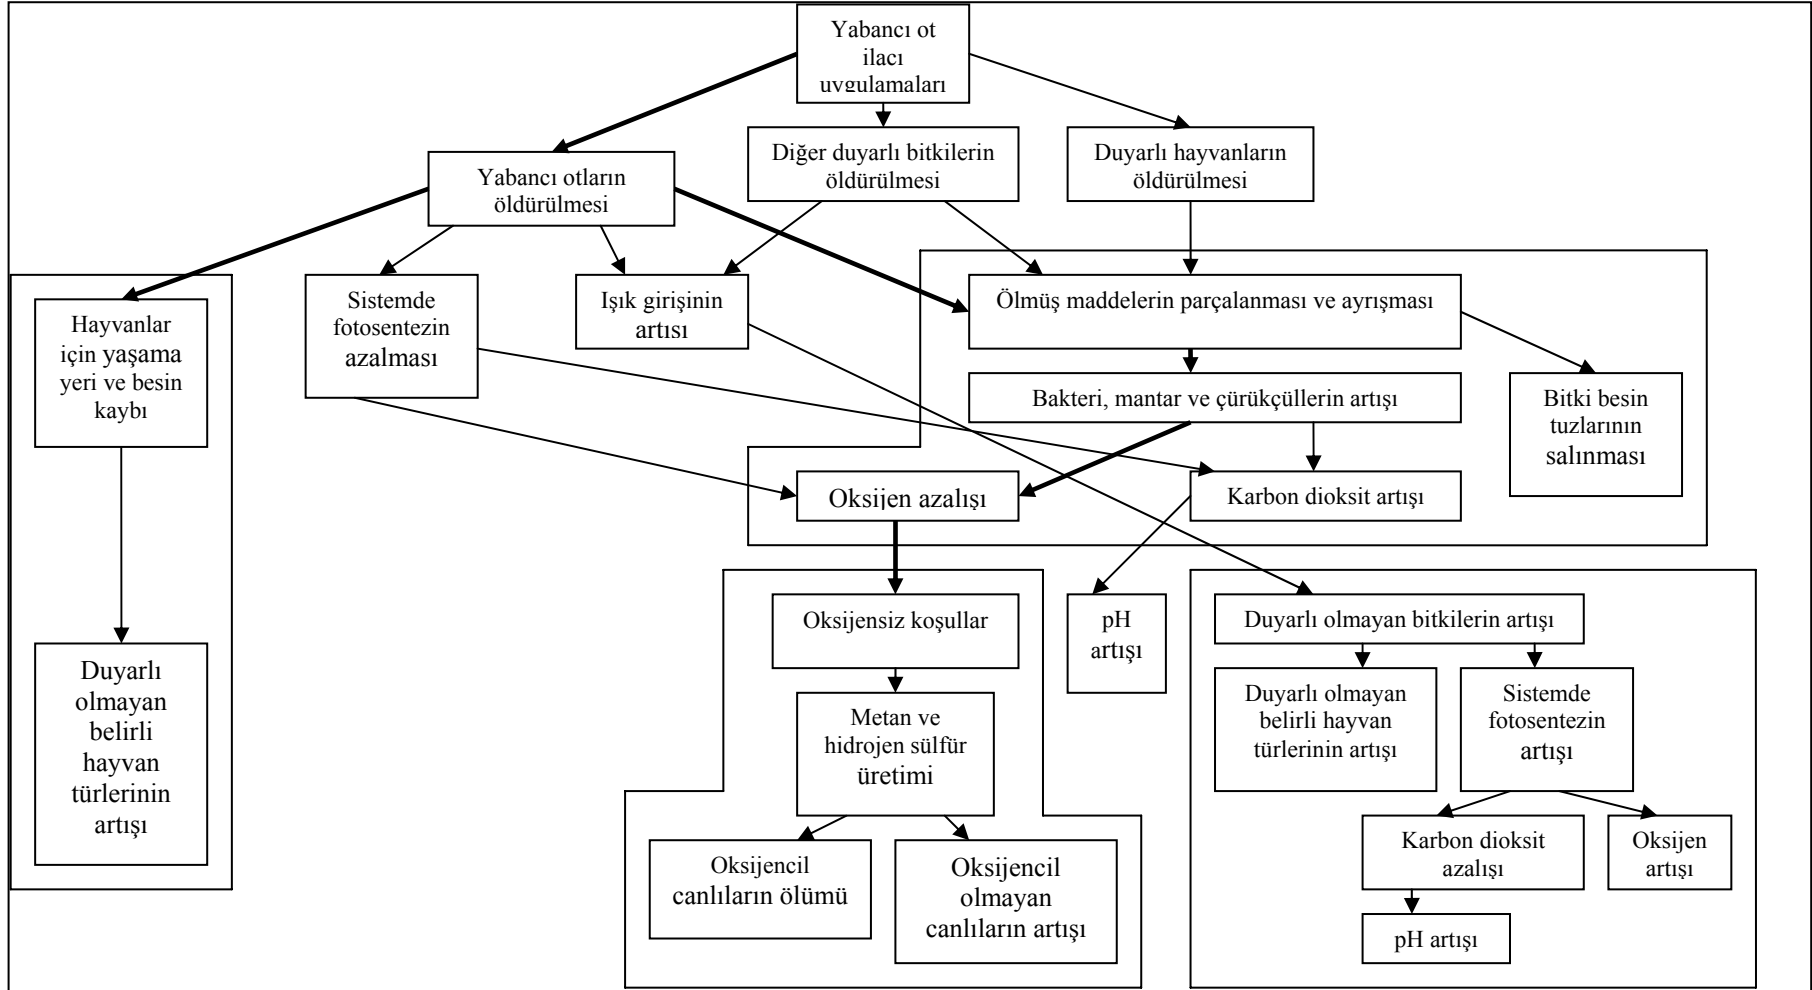 Yabancı ot
ilacı
uygulamaları
Diğer duyarlı bitkilerin
öldürülmesi
Duyarlı hayvanların
öldürülmesi
Yabancı otların
öldürülmesi
Hayvanlar
için yaşama
yeri ve besin
kaybı
Sistemde
fotosentezin
azalması
Işık girişinin
artısı
Ölmüş maddelerin parçalanması ve ayrışması
Bakteri, mantar ve çürükçüllerin artışı
Bitki besin
tuzlarının
salınması
Oksijen azalışı
Karbon dioksit artışı
Duyarlı
olmayan
belirli
hayvan
türlerinin
artışı
Oksijensiz koşullar
pH
artışı
Duyarlı olmayan bitkilerin artışı
Metan ve
hidrojen sülfür
üretimi
Duyarlı olmayan
belirli hayvan
türlerinin artışı
Sistemde
fotosentezin
artışı
Oksijencil
canlıların ölümü
Oksijencil
olmayan
canlıların artışı
Karbon dioksit
azalışı
Oksijen
artışı
pH artışı